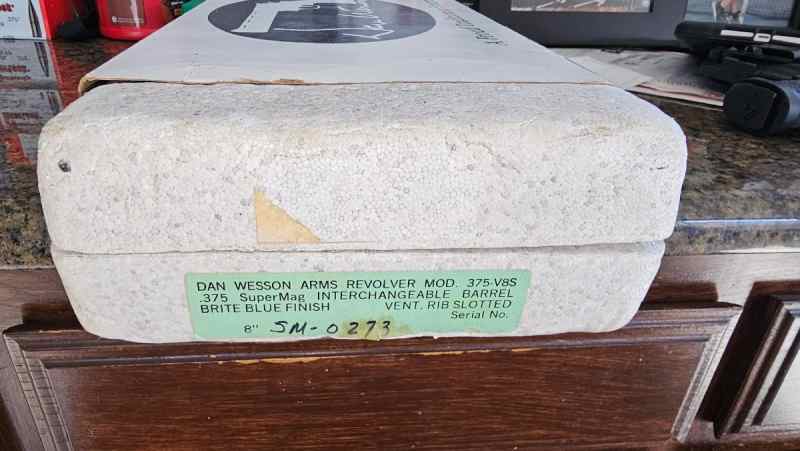 DAN WESSON ARMS REVOLVER MOD. 375-V8S
.375 SuperMag INTERCHANGEABLE BARREL
BRITE BLUE FINISH VENT. RIB SLOTTED
Serial No.
8" SM-0273